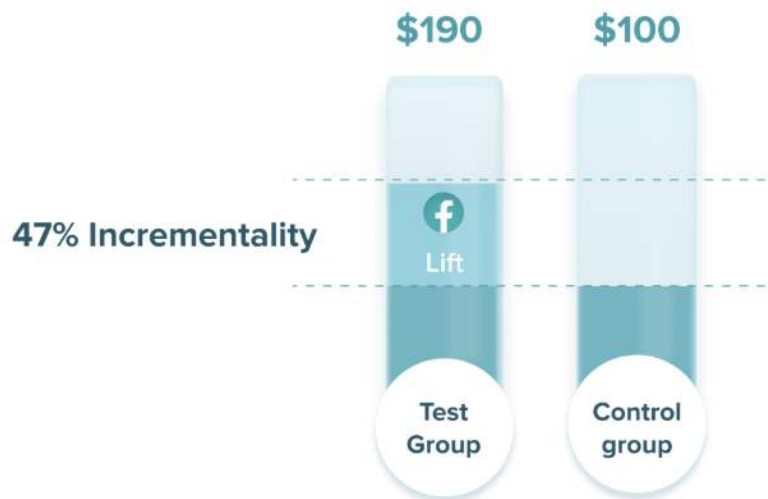 $190
$100
47% Incrementality
Lift
Test
Group
Control
group